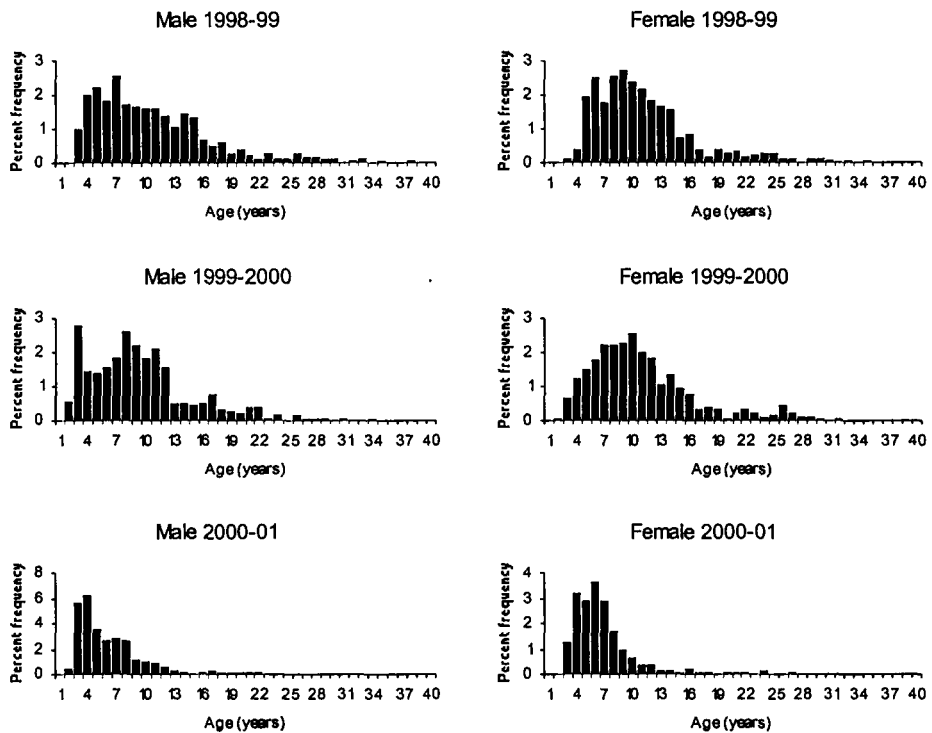 Male 1998-99
Percent frequency
3
2
1
0
1 4 7 10 13 16 19 22 25 28 31 34 37 40
Age (years)
Female 1998-99
Percent frequency
3
2
1
0
1 4 7 10 13 16 19 22 25 28 31 34 37 40
Age (years)
Male 1999-2000
Percent frequency
3
2
1
0
1 4 7 10 13 16 19 22 25 28 31 34 37 40
Age (years)
Female 1999-2000
Percent frequency
3
2
1
0
1 4 7 10 13 16 19 22 25 28 31 34 37 40
Age (years)
Male 2000-01
Percent frequency
8
6
4
2
0
1 4 7 10 13 16 19 22 25 28 31 34 37 40
Age (years)
Female 2000-01
Percent frequency
4
3
2
1
0
1 4 7 10 13 16 19 22 25 28 31 34 37 40
Age (years)